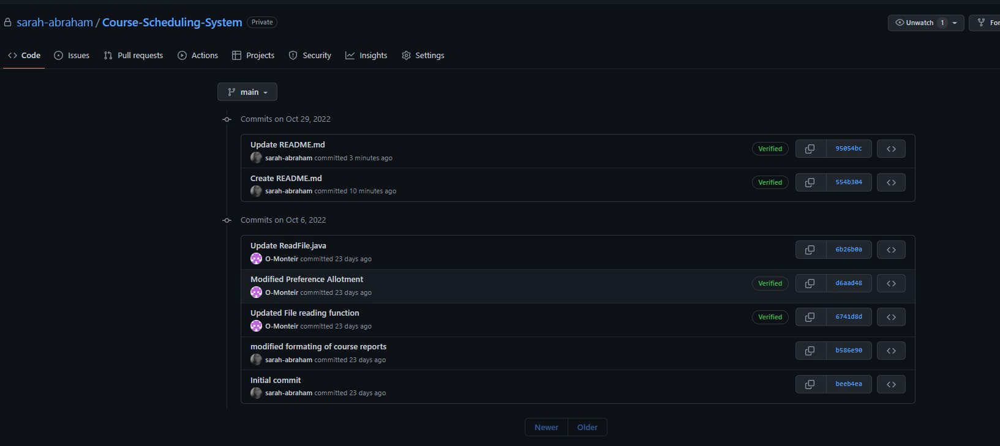 sarah-abraham / Course-Scheduling-System Private
Unwatch 1
For
Code Issues Pull requests Actions Projects Security Insights Settings
main
Commits on Oct 29, 2022
Update README.md
Verified 95054bc
sarah-abraham committed 3 minutes ago
Create README.md
Verified 554b304
sarah-abraham committed 10 minutes ago
Commits on Oct 6, 2022
Update ReadFile.java
6b26b0a
O-Monteir committed 23 days ago
Modified Preference Allotment
Verified d6aad48
O-Monteir committed 23 days ago
Updated File reading function
Verified 6741d8d
O-Monteir committed 23 days ago
modified formating of course reports
b586e90
sarah-abraham committed 23 days ago
Initial commit
beeb4ea
sarah-abraham committed 23 days ago
Newer Older